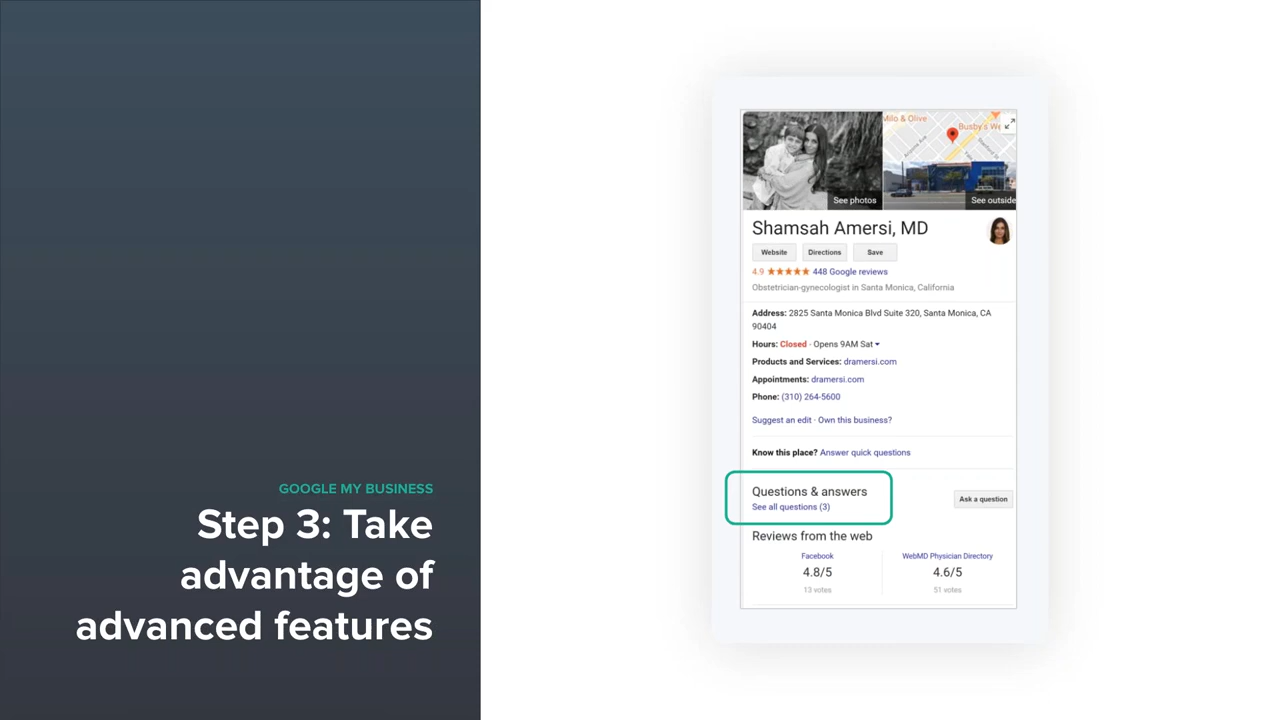 GOOGLE MY BUSINESS
Step 3: Take
advantage of
advanced features
Milo & Olive
Busby's We
See photos
See outside
Shamsah Amersi, MD
Website
Directions
Save
4.9 ★★★★★ 448 Google reviews
Obstetrician-gynecologist in Santa Monica, California
Address: 2825 Santa Monica Blvd Suite 320, Santa Monica, CA
90404
Hours: Closed · Opens 9AM Sat
Products and Services: dramersi.com
Appointments: dramersi.com
Phone: (310) 264-5600
Suggest an edit · Own this business?
Know this place? Answer quick questions
Questions & answers
See all questions (3)
Ask a question
Reviews from the web
Facebook
4.8/5
13 votes
WebMD Physician Directory
4.6/5
51 votes